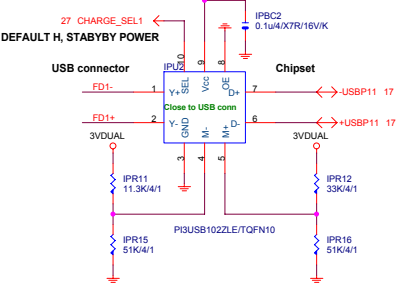 27 CHARGE_SEL1
DEFAULT H, STABYBY POWER
IPBC2
0.1u/4/X7R/16V/K
USB connector
IPU2
Chipset
10
9
8
SEL
Vcc
OE
FD1-
1
Y+
D+
7
-USBP11 17
Close to USB conn
FD1+
2
Y-
D-
6
+USBP11 17
GND
M-
M+
3VDUAL
3
4
5
3VDUAL
IPR11
11.3K/4/1
IPR12
33K/4/1
PI3USB102ZLE/TQFN10
IPR15
51K/4/1
IPR16
51K/4/1